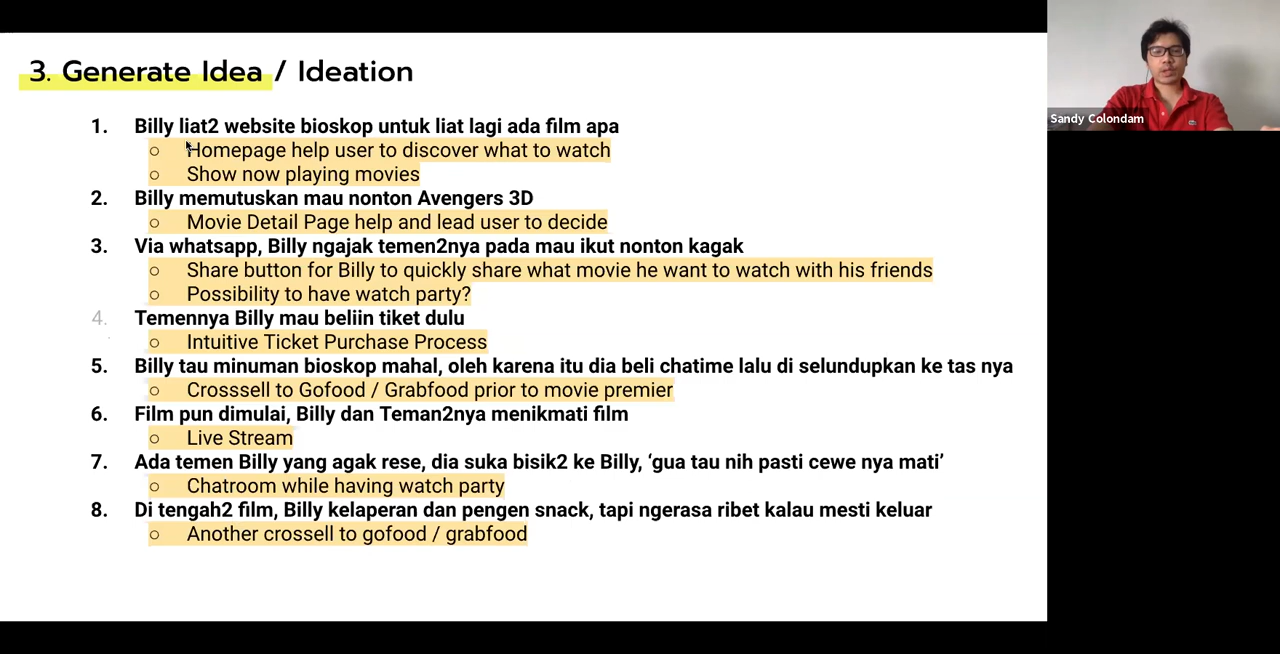 3. Generate Idea / Ideation
Sandy Colondam
1. Billy liat2 website bioskop untuk liat lagi ada film apa
○ Homepage help user to discover what to watch
○ Show now playing movies
2. Billy memutuskan mau nonton Avengers 3D
○ Movie Detail Page help and lead user to decide
3. Via whatsapp, Billy ngajak temen2nya pada mau ikut nonton kagak
○ Share button for Billy to quickly share what movie he want to watch with his friends
○ Possibility to have watch party?
4. Temennya Billy mau beliin tiket dulu
○ Intuitive Ticket Purchase Process
5. Billy tau minuman bioskop mahal, oleh karena itu dia beli chatime lalu di selundupkan ke tas nya
○ Crosssell to Gofood / Grabfood prior to movie premier
6. Film pun dimulai, Billy dan Teman2nya menikmati film
○ Live Stream
7. Ada temen Billy yang agak rese, dia suka bisik2 ke Billy, ‘gua tau nih pasti cewe nya mati’
○ Chatroom while having watch party
8. Di tengah2 film, Billy kelaperan dan pengen snack, tapi ngerasa ribet kalau mesti keluar
○ Another crossell to gofood / grabfood